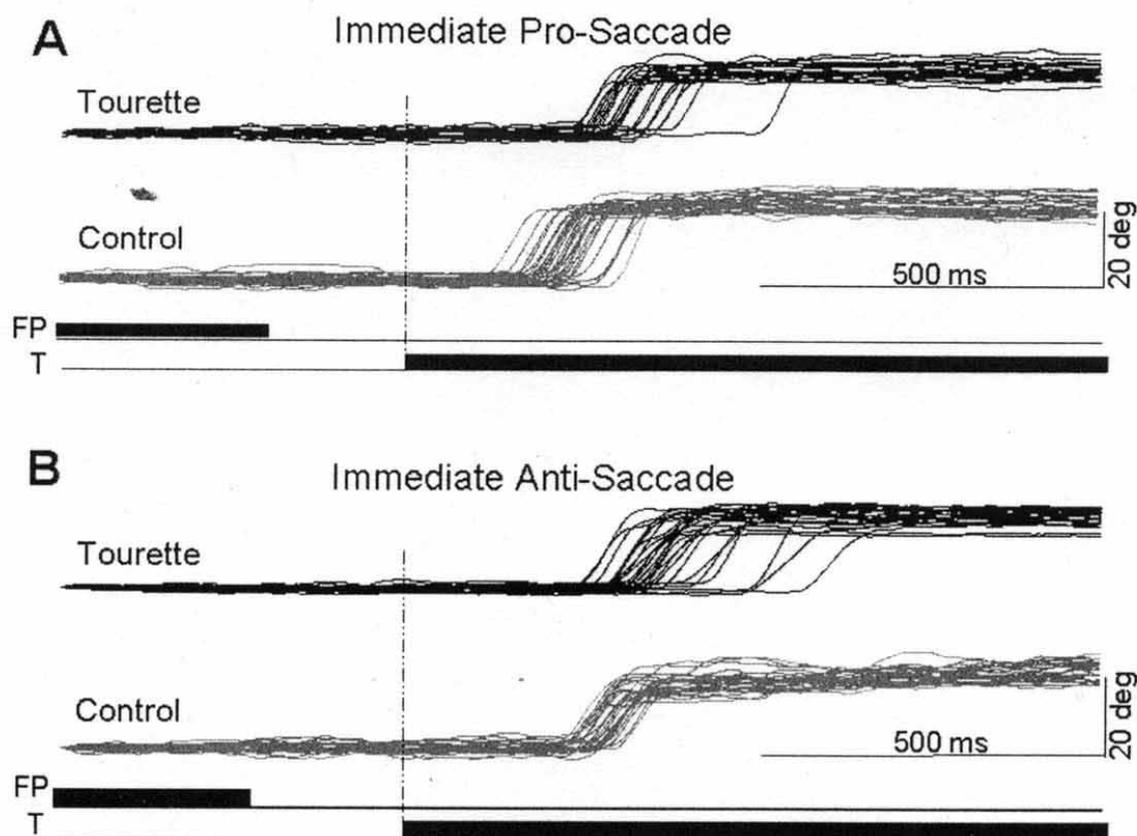 A
Immediate Pro-Saccade
Tourette
Control
500 ms
20 deg
FP
T
B
Immediate Anti-Saccade
Tourette
Control
500 ms
20 deg
FP
T